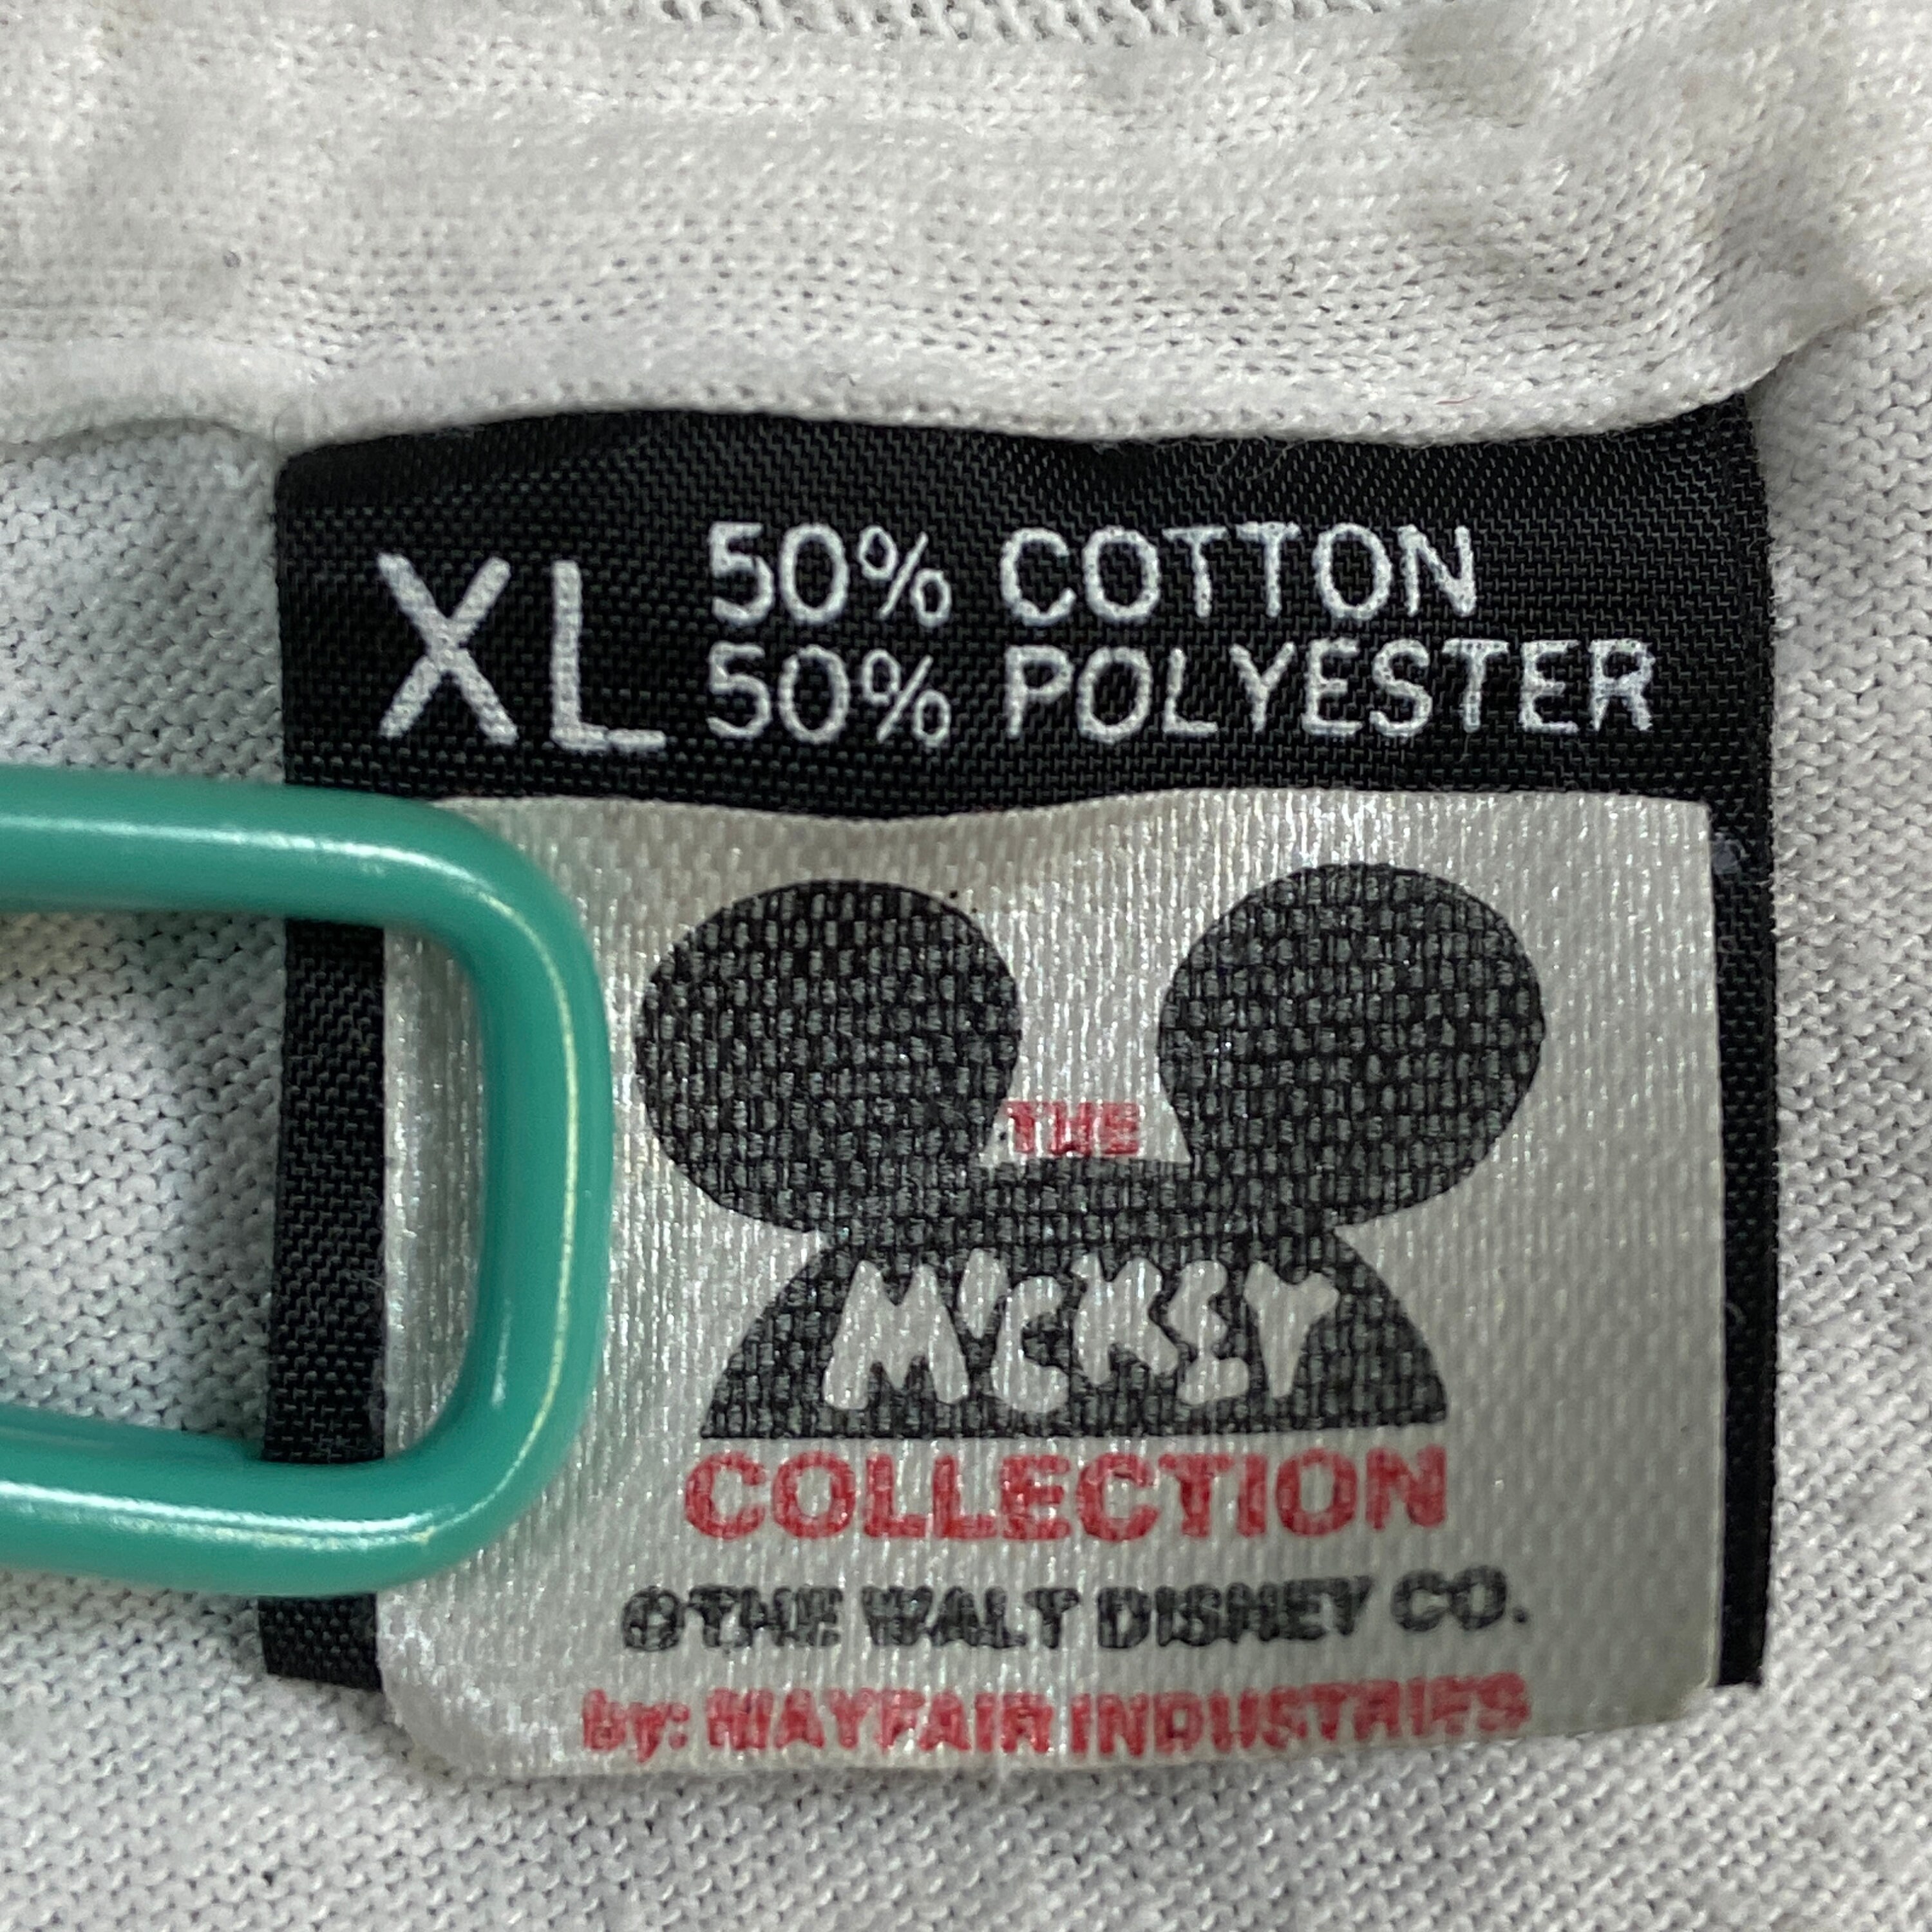 XL 50% COTTON
50% POLYESTER
THE
MICKEY
COLLECTION
©THE WALT DISNEY CO.
by: MAYFAIR INDUSTRIES